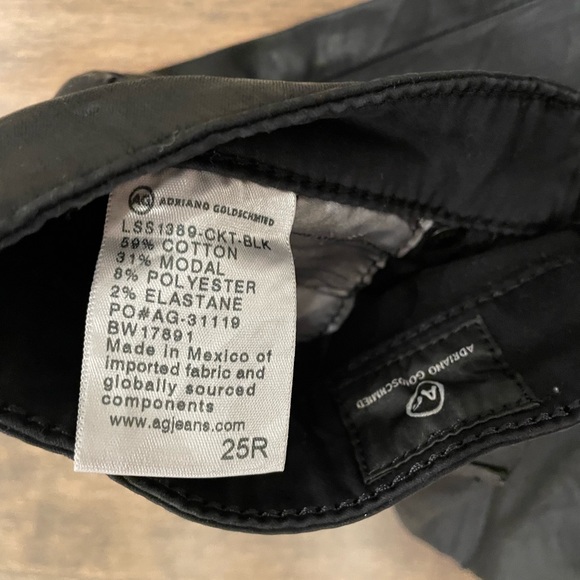 AG ADRIANO GOLDSCHMIED
LSS1389-CKT-BLK
59% COTTON
31% MODAL
8% POLYESTER
2% ELASTANE
PO#AG-31119
BW17891
Made in Mexico of
imported fabric and
globally sourced
components
www.agjeans.com
25R
ADRIANO GOLDSCHMIED
AG